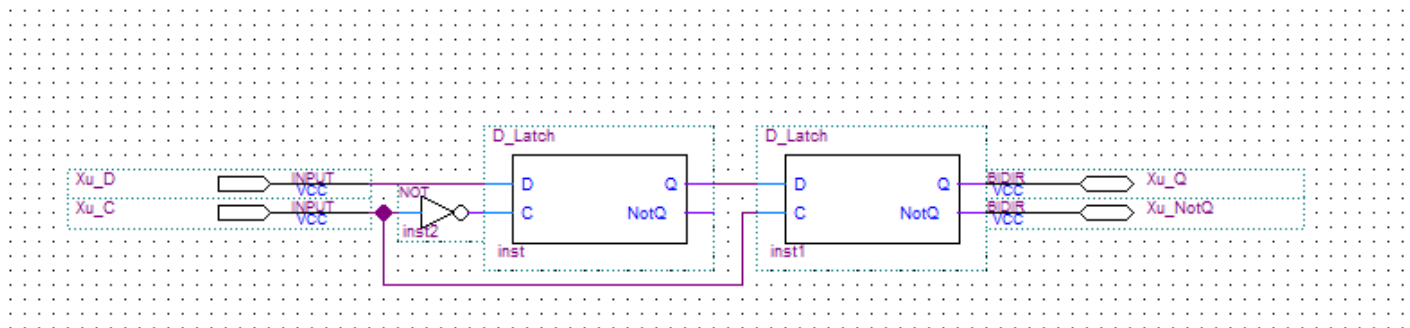 D_Latch
D_Latch
Xu_D
INPUT
VCC
D
Q
D
Q
BIDIR
VCC
Xu_Q
Xu_C
INPUT
VCC
NOT
inst2
C
NotQ
C
NotQ
BIDIR
VCC
Xu_NotQ
inst
inst1